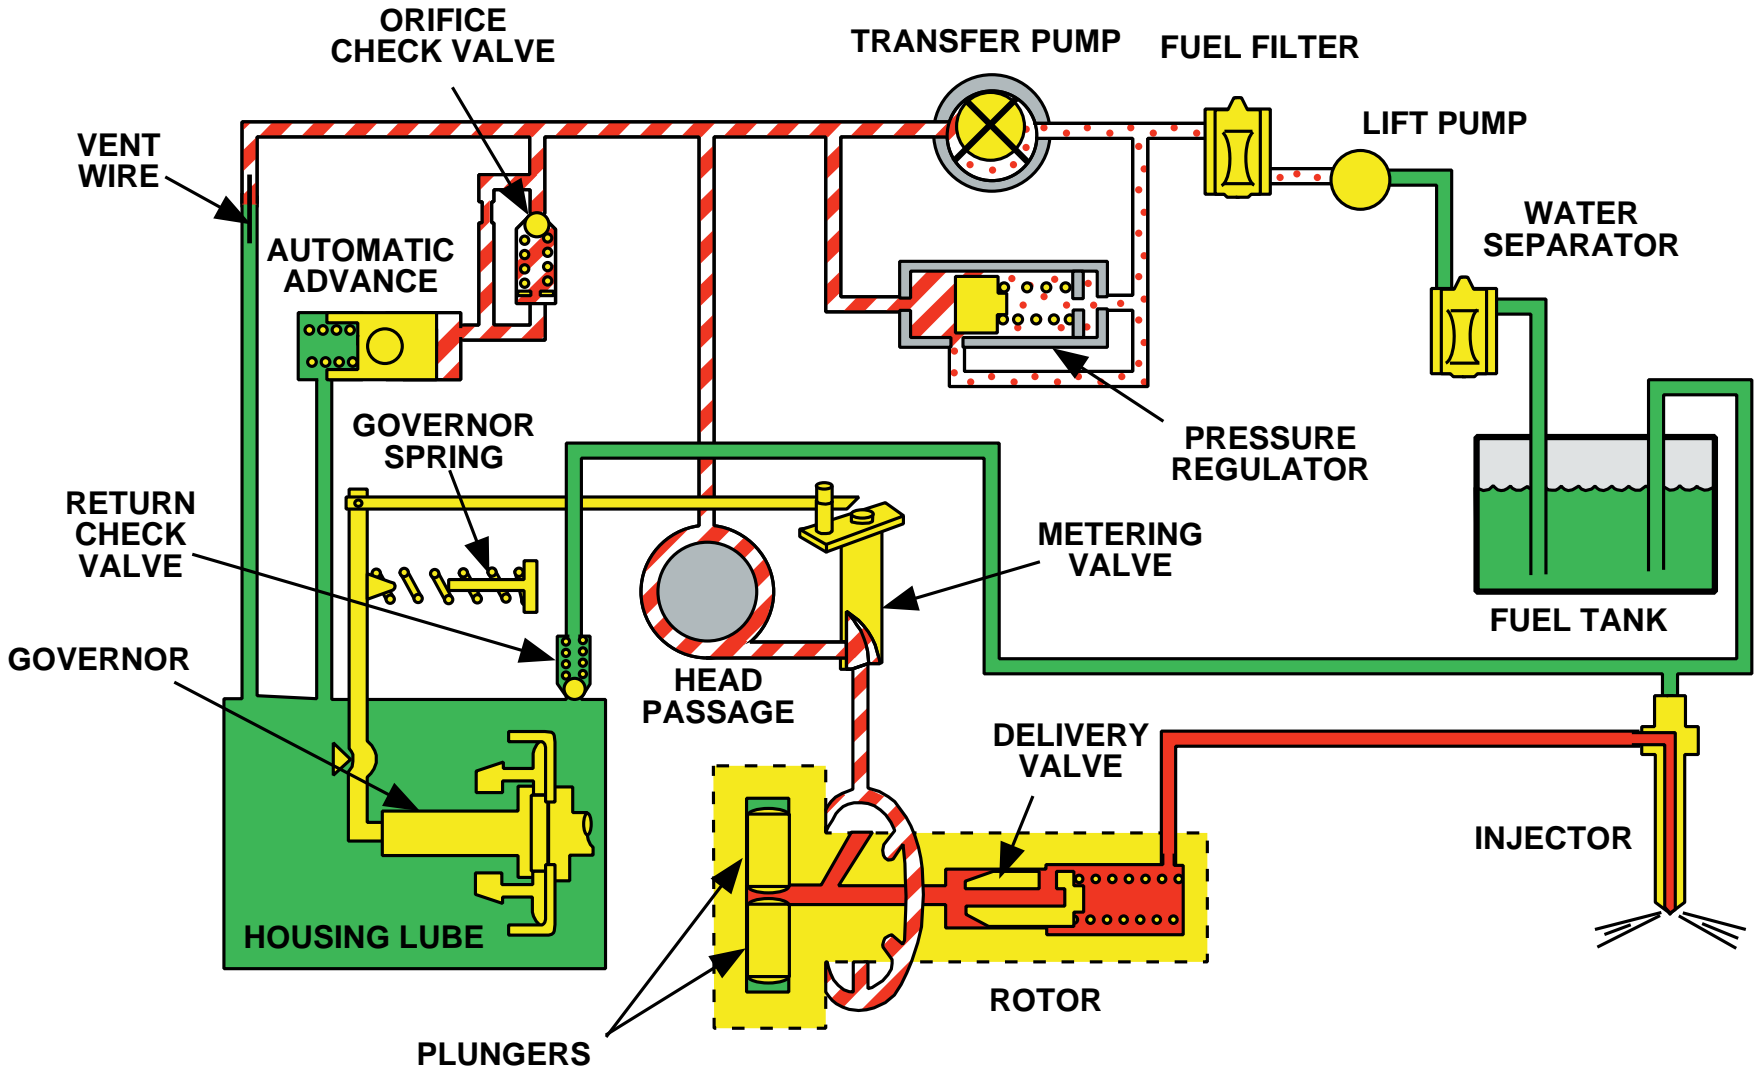 ORIFICE
CHECK VALVE
TRANSFER PUMP
FUEL FILTER
LIFT PUMP
VENT
WIRE
WATER
SEPARATOR
AUTOMATIC
ADVANCE
GOVERNOR
SPRING
PRESSURE
REGULATOR
RETURN
CHECK
VALVE
METERING
VALVE
FUEL TANK
GOVERNOR
HEAD
PASSAGE
DELIVERY
VALVE
INJECTOR
HOUSING LUBE
ROTOR
PLUNGERS